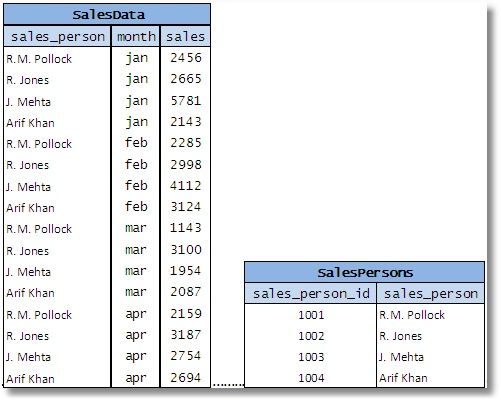 SalesData
sales_person month sales
R.M. Pollock jan 2456
R. Jones jan 2665
J. Mehta jan 5781
Arif Khan jan 2143
R.M. Pollock feb 2285
R. Jones feb 2998
J. Mehta feb 4112
Arif Khan feb 3124
R.M. Pollock mar 1143
R. Jones mar 3100
J. Mehta mar 1954
Arif Khan mar 2087
R.M. Pollock apr 2159
R. Jones apr 3187
J. Mehta apr 2754
Arif Khan apr 2694
SalesPersons
sales_person_id sales_person
1001 R.M. Pollock
1002 R. Jones
1003 J. Mehta
1004 Arif Khan